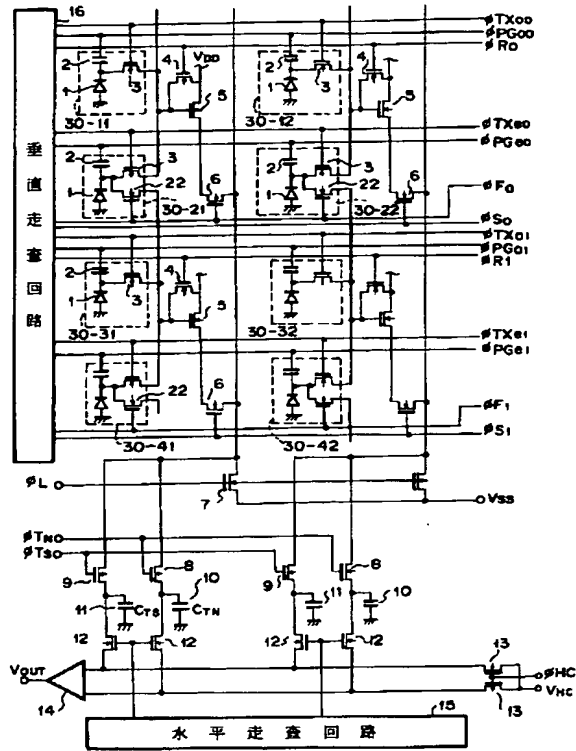 16
ΦTX00
ΦPG00
ΦR0
2
4
VDD
2
4
1
3
5
1
3
5
30-11
30-12
ΦTXe0
ΦPGe0
2
3
2
3
22
6
22
6
1
1
30-21
30-22
ΦF0
ΦS0
ΦTX01
ΦPG01
ΦR1
2
4
1
3
5
30-31
30-32
ΦTXe1
ΦPGe1
22
6
30-41
30-42
ΦF1
ΦS1
垂直走査回路
ΦL
7
VSS
ΦTN0
ΦTS0
9
8
9
8
10
11
10
11
CTS
CTN
12
12
12
12
13
VOUT
ΦHC
VHC
14
13
15
水平走査回路